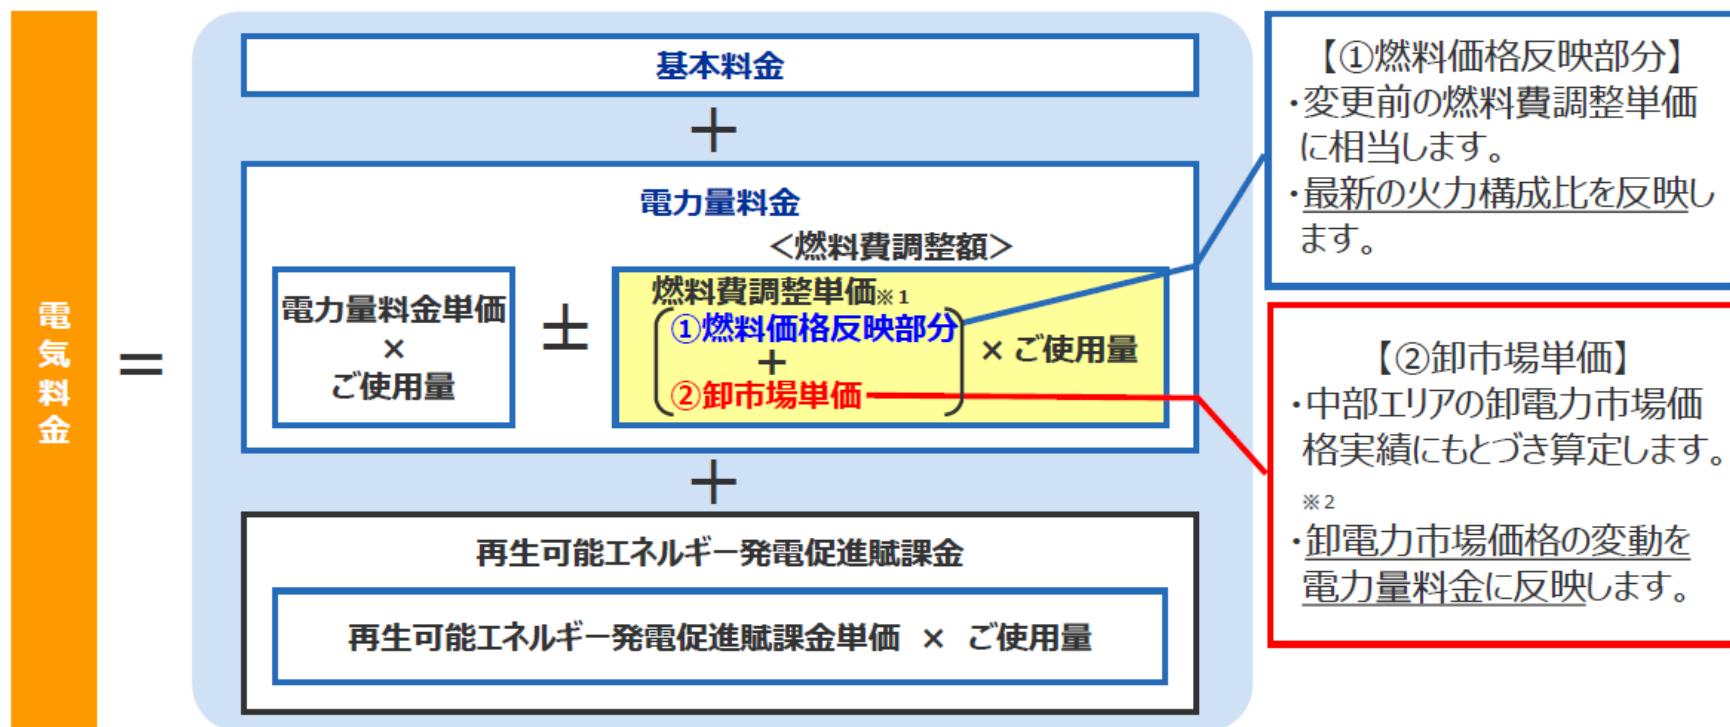 電気料金
＝
基本料金
＋
電力量料金
＜燃料費調整額＞
電力量料金単価
×
ご使用量
±
燃料費調整単価※1
①燃料価格反映部分
＋
②卸市場単価
× ご使用量
＋
再生可能エネルギー発電促進賦課金
再生可能エネルギー発電促進賦課金単価 × ご使用量
【①燃料価格反映部分】
・変更前の燃料費調整単価
に相当します。
・最新の火力構成比を反映し
ます。
【②卸市場単価】
・中部エリアの卸電力市場価
格実績にもとづき算定します。
※2
・卸電力市場価格の変動を
電力量料金に反映します。